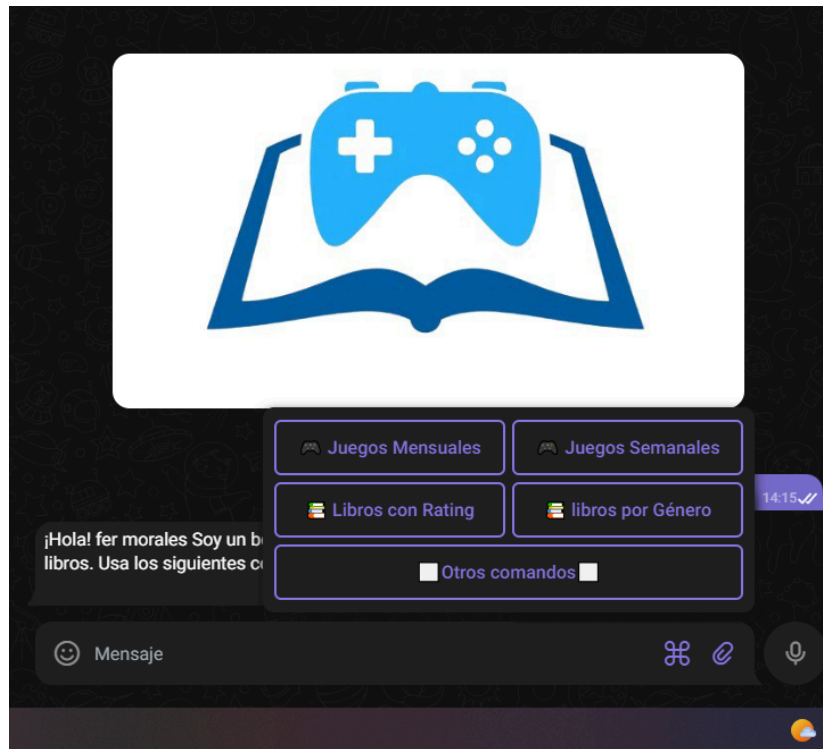 🎮 Juegos Mensuales
🎮 Juegos Semanales
14:15
📚 Libros con Rating
📚 libros por Género
¡Hola! fer morales Soy un
libros. Usa los siguientes
⬜Otros comandos⬜
Mensaje